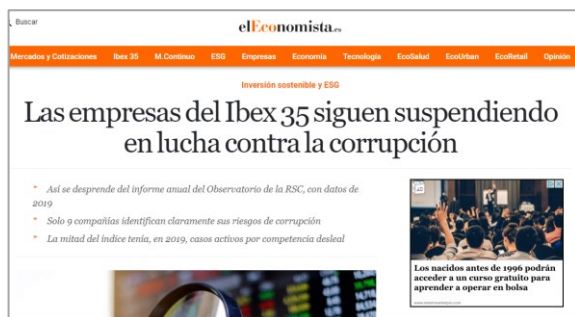 Buscar
elEconomista.es
Mercados y Cotizaciones Ibex 35 M.Continuo ESG Empresas Economía Tecnología EcoSalud EcoUrban EcoRetail Opinión
Inversión sostenible y ESG
Las empresas del Ibex 35 siguen suspendiendo
en lucha contra la corrupción
Así se desprende del informe anual del Observatorio de la RSC, con datos de
2019
Solo 9 compañías identifican claramente sus riesgos de corrupción
La mitad del índice tenía, en 2019, casos activos por competencia desleal
Los nacidos antes de 1996 podrán
acceder a un curso gratuito para
aprender a operar en bolsa